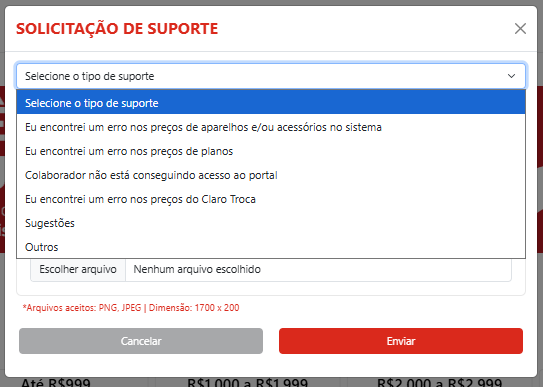 SOLICITAÇÃO DE SUPORTE
Selecione o tipo de suporte
Selecione o tipo de suporte
Eu encontrei um erro nos preços de aparelhos e/ou acessórios no sistema
Eu encontrei um erro nos preços de planos
Colaborador não está conseguindo acesso ao portal
Eu encontrei um erro nos preços do Claro Troca
Sugestões
Outros
Escolher arquivo Nenhum arquivo escolhido
*Arquivos aceitos: PNG, JPEG | Dimensão: 1700 x 200
Cancelar Enviar
Até R$999 R$1.000 a R$1.999 R$2.000 a R$2.999